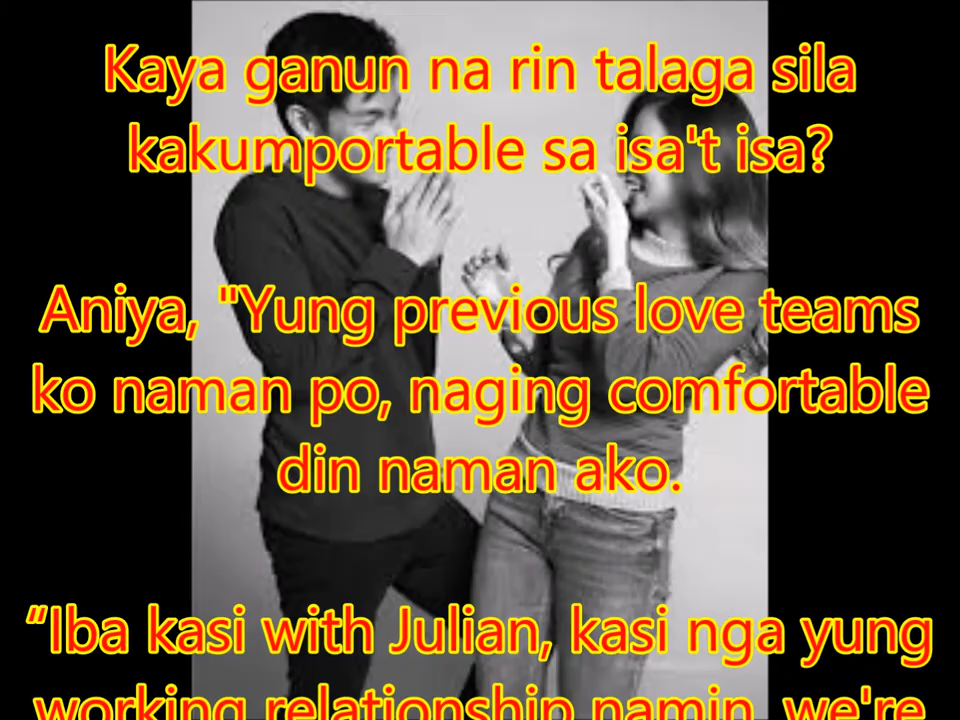 Kaya ganun na rin talaga sila
kakumportable sa isa't isa?
Aniya, "Yung previous love teams
ko naman po, naging comfortable
din naman ako.
“Iba kasi with Julian, kasi nga yung
working relationship namin, we're